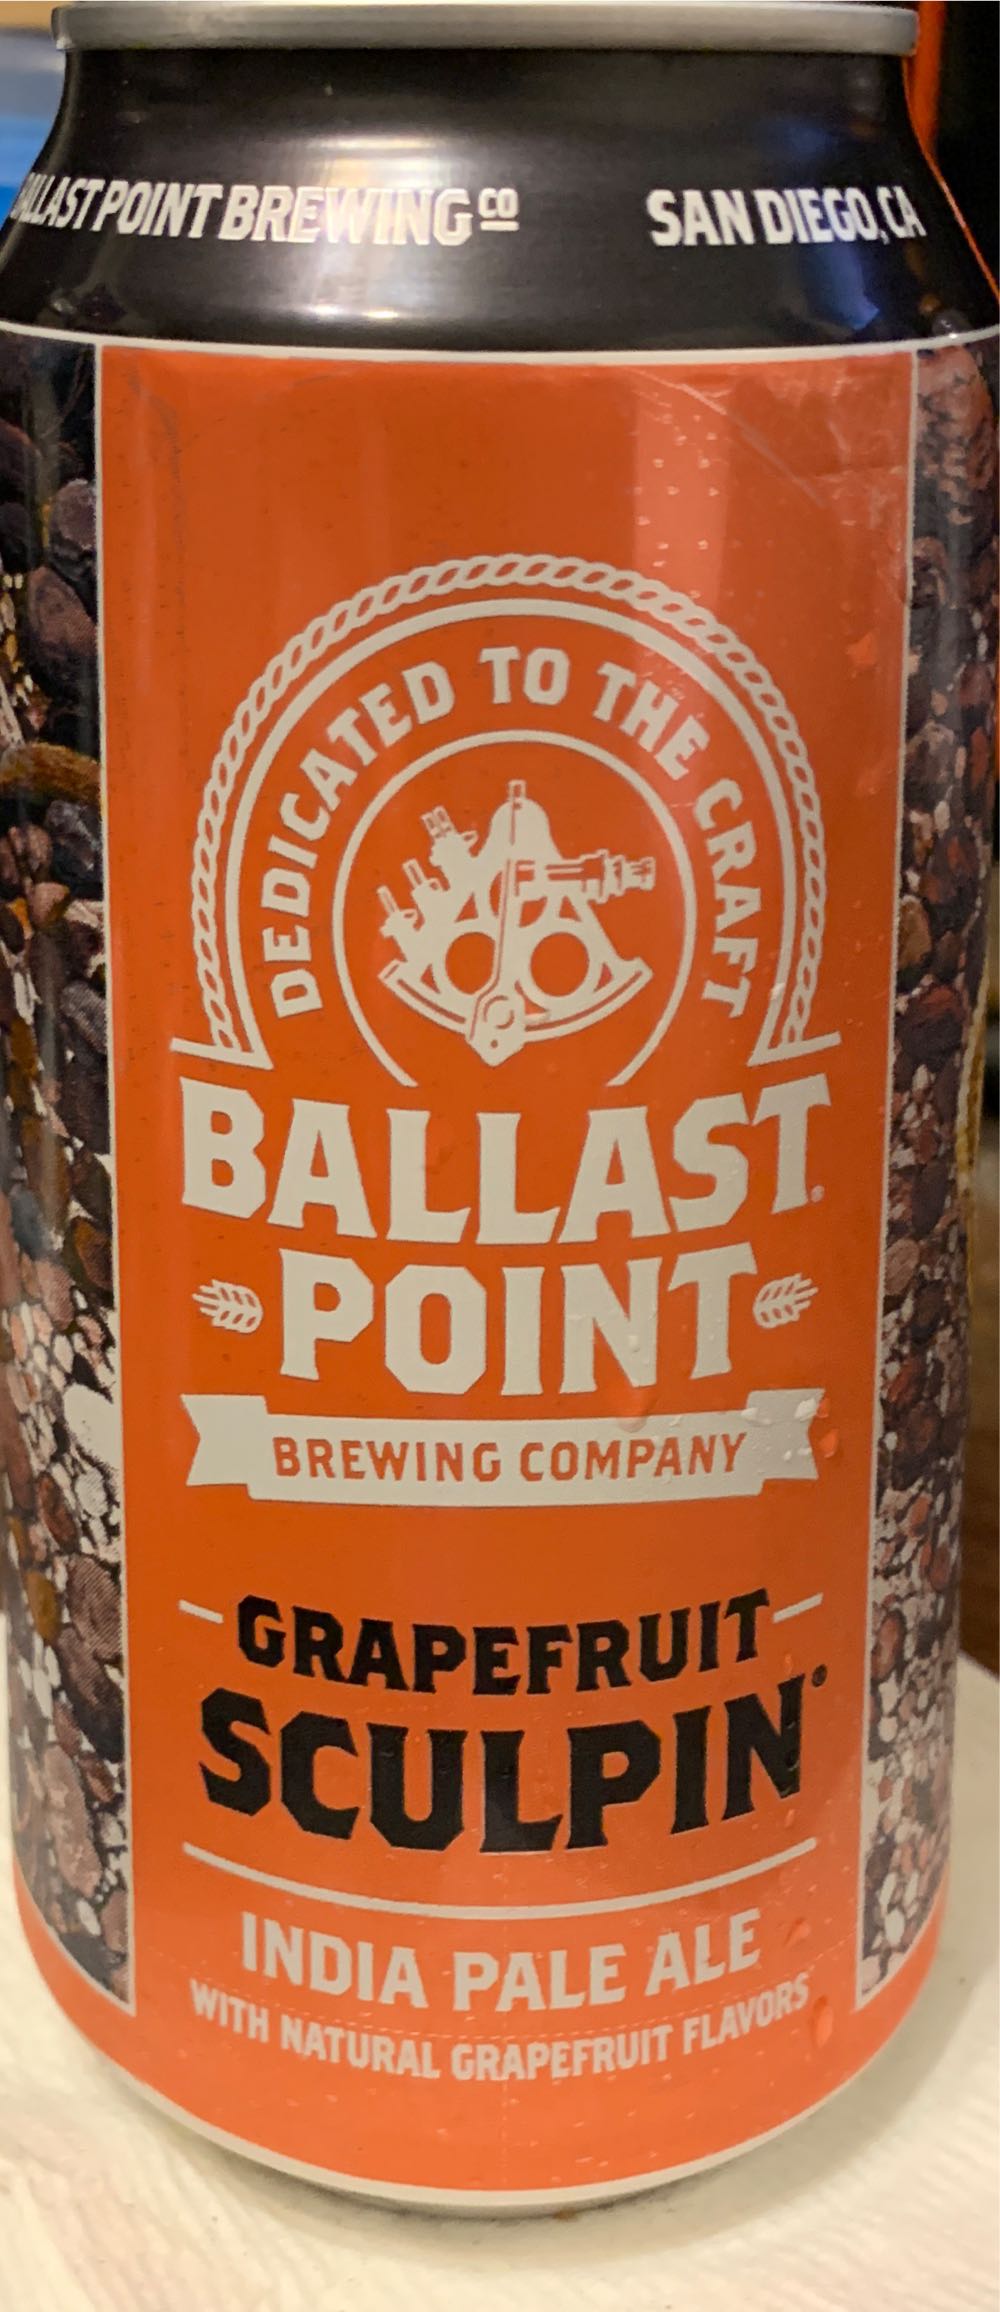 BALLAST POINT BREWING CO SAN DIEGO, CA
DEDICATED TO THE CRAFT
BALLAST®
POINT
BREWING COMPANY
GRAPEFRUIT
SCULPIN®
INDIA PALE ALE
WITH NATURAL GRAPEFRUIT FLAVORS